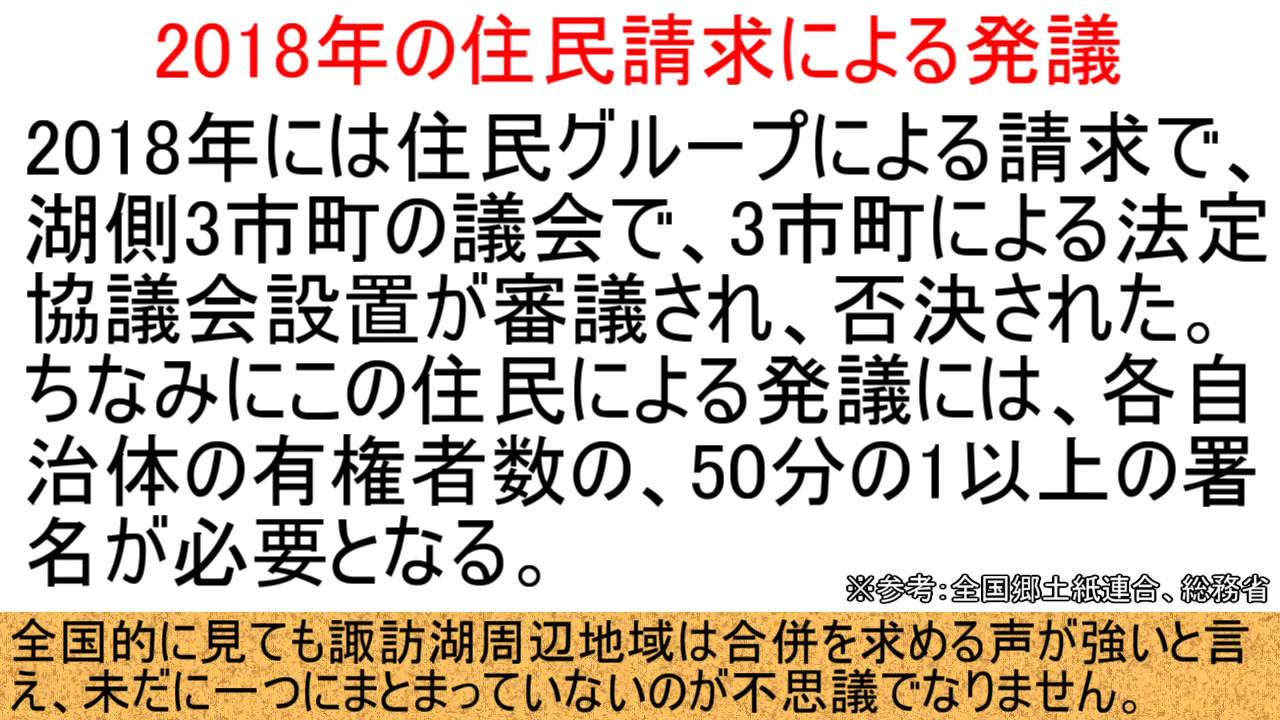 2018年の住民請求による発議
2018年には住民グループによる請求で、
湖側3市町の議会で、3市町による法定
協議会設置が審議され、否決された。
ちなみにこの住民による発議には、各自
治体の有権者数の、50分の1以上の署
名が必要となる。
※参考：全国郷土紙連合、総務省
全国的に見ても諏訪湖周辺地域は合併を求める声が強いと言
え、未だに一つにまとまっていないのが不思議でなりません。